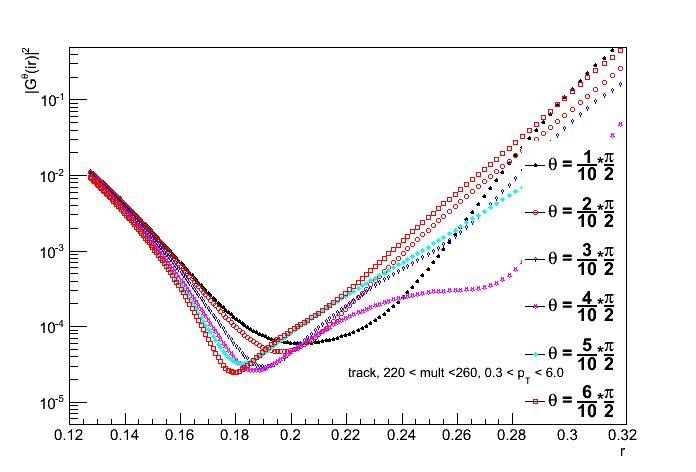 |G^θ(ir)|²
10⁻¹
10⁻²
10⁻³
10⁻⁴
10⁻⁵
θ = 1/10 * π/2
θ = 2/10 * π/2
θ = 3/10 * π/2
θ = 4/10 * π/2
θ = 5/10 * π/2
θ = 6/10 * π/2
track, 220 < mult <260, 0.3 < p_T < 6.0
0.12 0.14 0.16 0.18 0.2 0.22 0.24 0.26 0.28 0.3 0.32
r